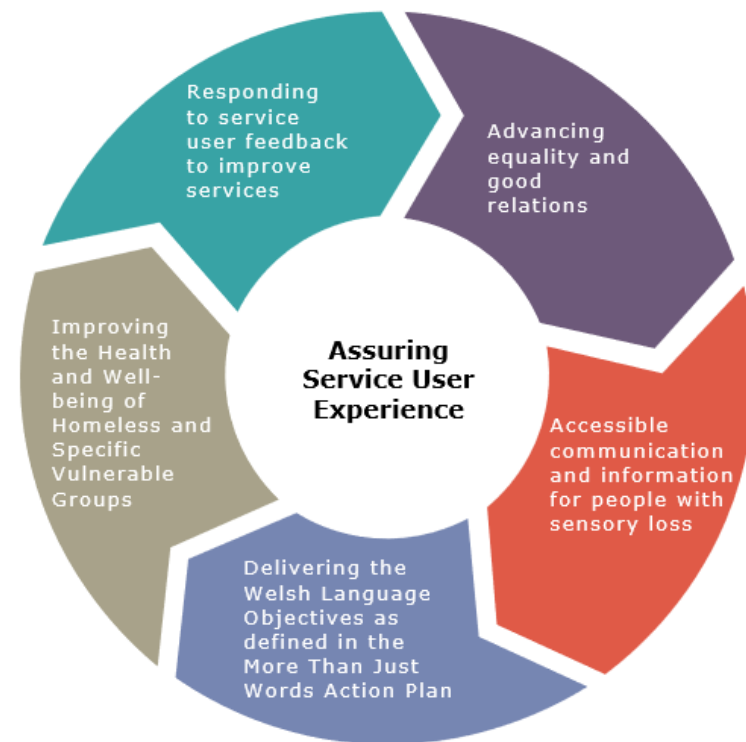 Responding
to service
user feedback
to improve
services
Advancing
equality and
good
relations
Accessible
communication
and information
for people with
sensory loss
Delivering the
Welsh Language
Objectives as
defined in the
More Than Just
Words Action Plan
Improving
the Health
and Well-
being of
Homeless and
Specific
Vulnerable
Groups
Assuring
Service User
Experience